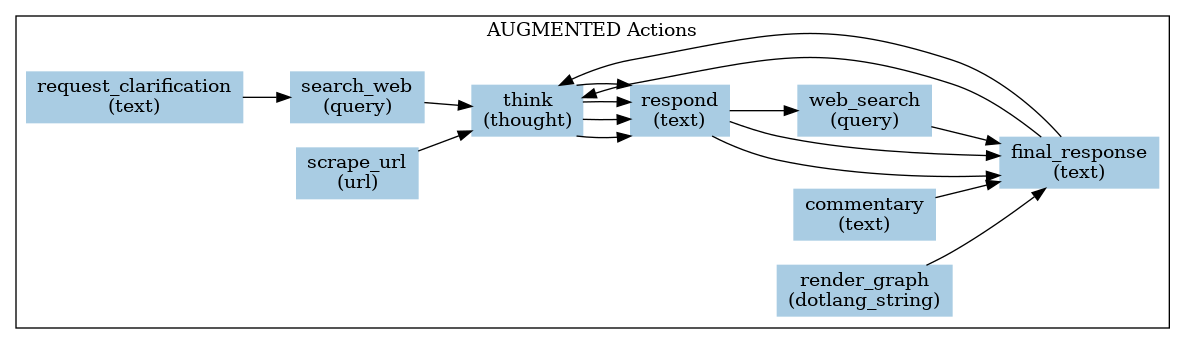 AUGMENTED Actions
request_clarification
(text)
search_web
(query)
scrape_url
(url)
think
(thought)
respond
(text)
web_search
(query)
commentary
(text)
render_graph
(dotlang_string)
final_response
(text)